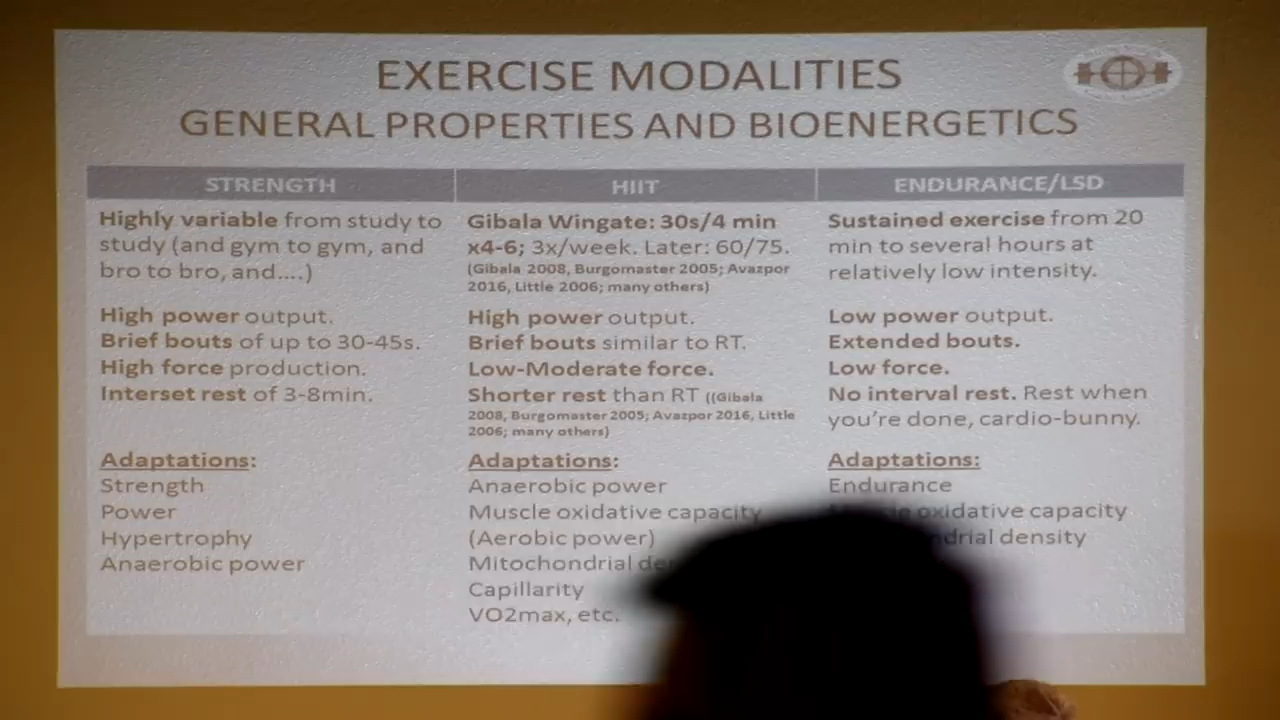 EXERCISE MODALITIES
GENERAL PROPERTIES AND BIOENERGETICS
STRENGTH
Highly variable from study to
study (and gym to gym, and
bro to bro, and....)
High power output.
Brief bouts of up to 30-45s.
High force production.
Interset rest of 3-8min.
Adaptations:
Strength
Power
Hypertrophy
Anaerobic power
HIIT
Gibala Wingate: 30s/4 min
x4-6; 3x/week. Later: 60/75.
(Gibala 2008, Burgomaster 2005; Avazpor
2016, Little 2006; many others)
High power output.
Brief bouts similar to RT.
Low-Moderate force.
Shorter rest than RT ((Gibala
2008, Burgomaster 2005; Avazpor 2016, Little
2006; many others)
Adaptations:
Anaerobic power
Muscle oxidative capacity
(Aerobic power)
Mitochondrial
Capillarity
VO2max, etc.
ENDURANCE/LSD
Sustained exercise from 20
min to several hours at
relatively low intensity.
Low power output.
Extended bouts.
Low force.
No interval rest. Rest when
you're done, cardio-bunny.
Adaptations:
Endurance
oxidative capacity
density